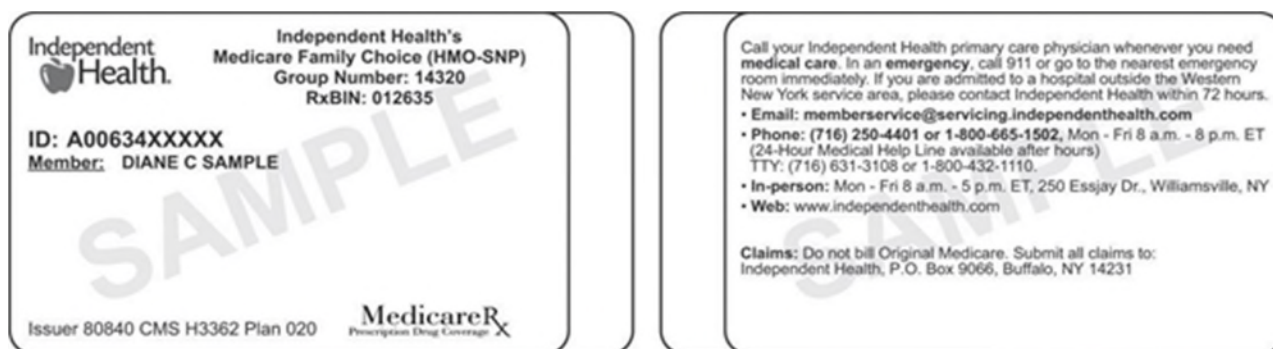 Independent
Health.
Independent Health's
Medicare Family Choice (HMO-SNP)
Group Number: 14320
RxBIN: 012635
ID: A00634XXXXX
Member: DIANE C SAMPLE
SAMPLE
Issuer 80840 CMS H3362 Plan 020
MedicareRx
Prescription Drug Coverage
Call your Independent Health primary care physician whenever you need
medical care. In an emergency, call 911 or go to the nearest emergency
room immediately. If you are admitted to a hospital outside the Western
New York service area, please contact Independent Health within 72 hours.
• Email: memberservice@servicing.independenthealth.com
• Phone: (716) 250-4401 or 1-800-665-1502, Mon - Fri 8 a.m. - 8 p.m. ET
(24-Hour Medical Help Line available after hours)
TTY: (716) 631-3108 or 1-800-432-1110.
• In-person: Mon - Fri 8 a.m. - 5 p.m. ET, 250 Essjay Dr., Williamsville, NY
• Web: www.independenthealth.com
Claims: Do not bill Original Medicare. Submit all claims to:
Independent Health, P.O. Box 9066, Buffalo, NY 14231
SAMPLE